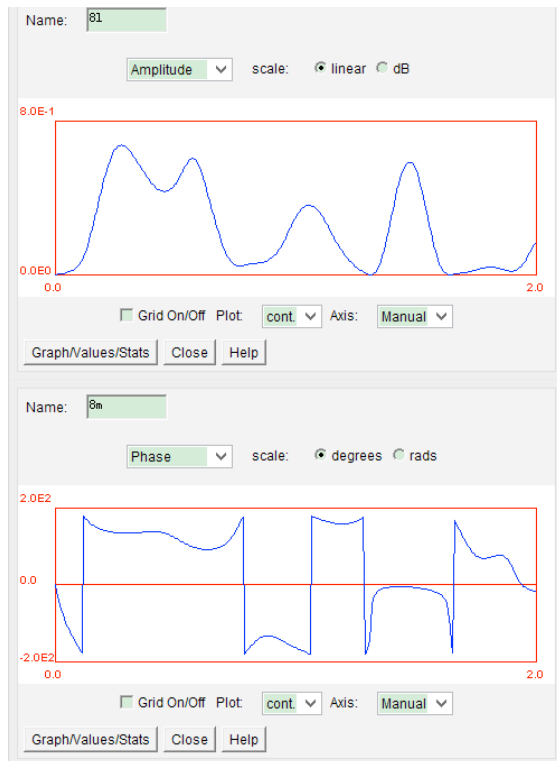 Name: 8l
Amplitude scale: linear dB
8.0E-1
0.0E0
0.0 2.0
Grid On/Off Plot: cont. Axis: Manual
Graph/Values/Stats Close Help
Name: 8m
Phase scale: degrees rads
2.0E2
0.0
-2.0E2
0.0 2.0
Grid On/Off Plot: cont. Axis: Manual
Graph/Values/Stats Close Help